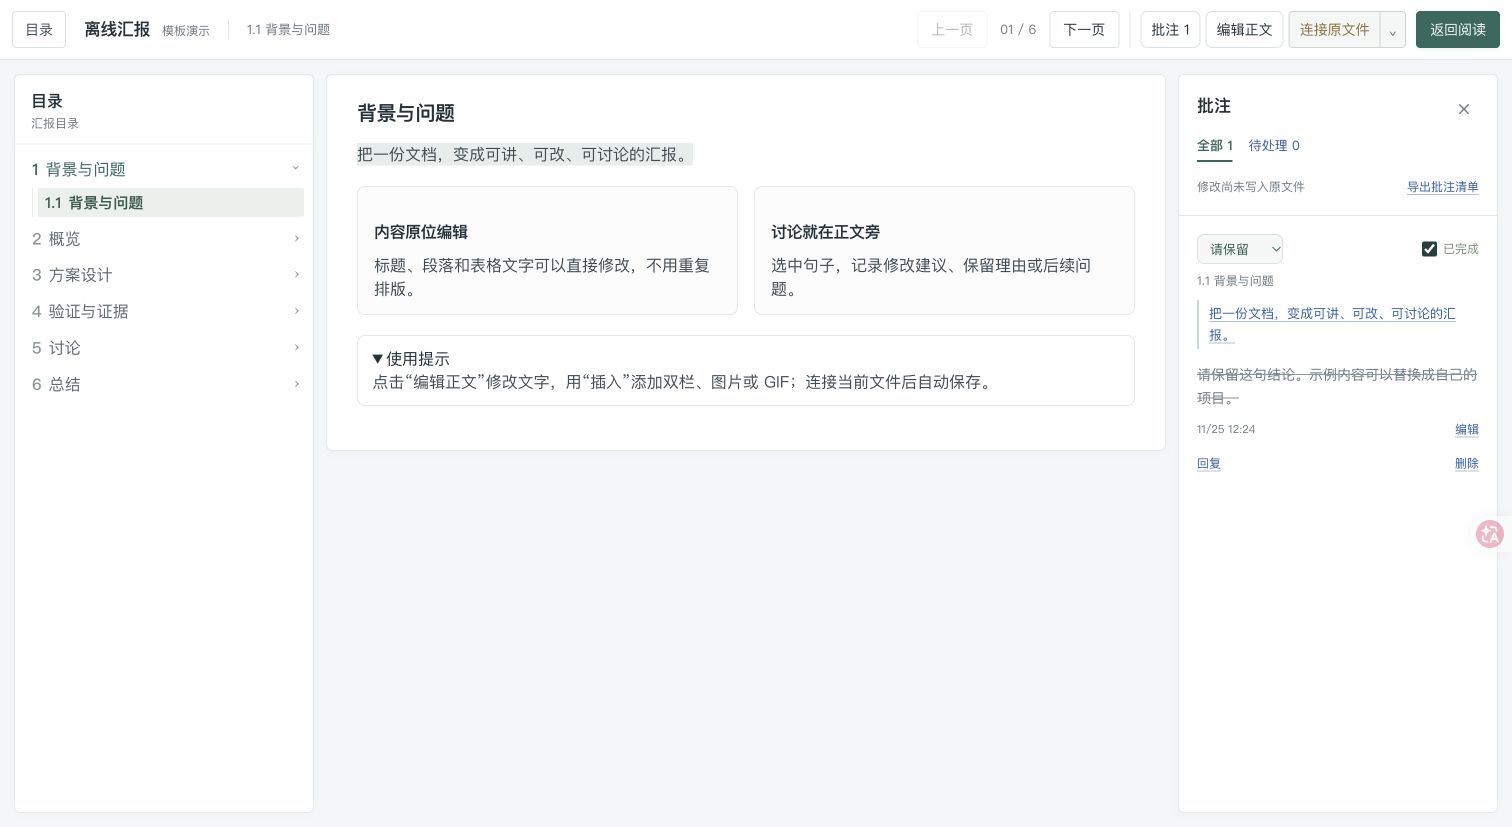 目录
离线汇报 模板演示
1.1 背景与问题
上一页
01 / 6
下一页
批注 1
编辑正文
连接原文件
返回阅读
目录
汇报目录
1 背景与问题
1.1 背景与问题
2 概览
3 方案设计
4 验证与证据
5 讨论
6 总结
背景与问题
把一份文档，变成可讲、可改、可讨论的汇报。
内容原位编辑
标题、段落和表格文字可以直接修改，不用重复
排版。
讨论就在正文旁
选中句子，记录修改建议、保留理由或后续问
题。
▼使用提示
点击“编辑正文”修改文字，用“插入”添加双栏、图片或 GIF；连接当前文件后自动保存。
批注
全部 1 待处理 0
修改尚未写入原文件 导出批注清单
请保留 已完成
1.1 背景与问题
把一份文档，变成可讲、可改、可讨论的汇
报。
请保留这句结论。示例内容可以替换成自己的
项目。
11/25 12:24 编辑
回复 删除